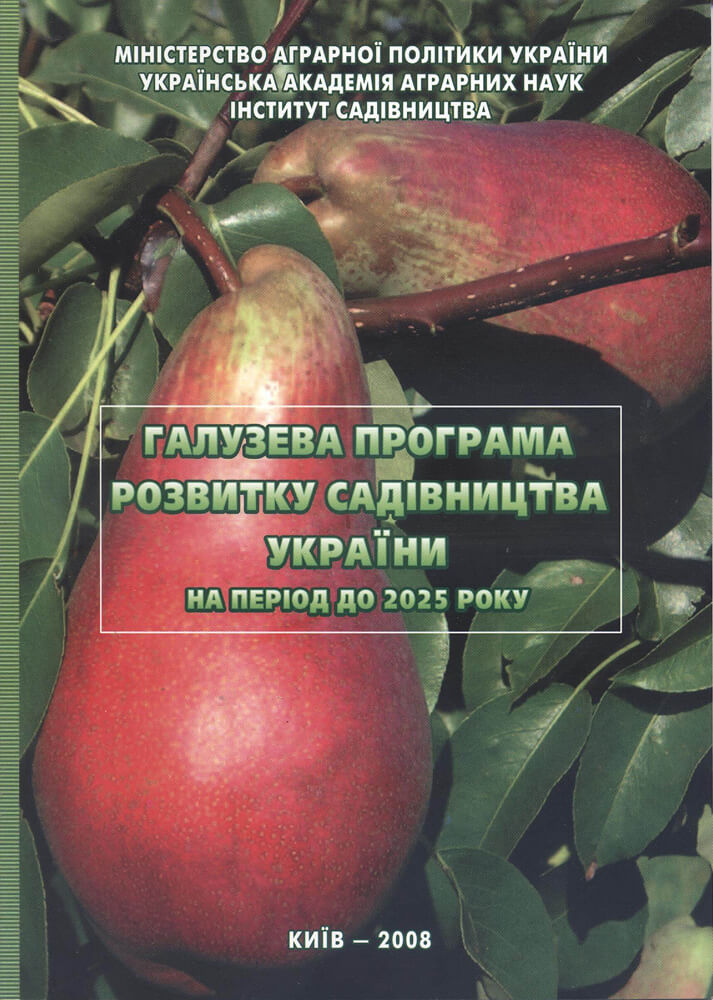 МІНІСТЕРСТВО АГРАРНОЇ ПОЛІТИКИ УКРАЇНИ
УКРАЇНСЬКА АКАДЕМІЯ АГРАРНИХ НАУК
ІНСТИТУТ САДІВНИЦТВА
ГАЛУЗЕВА ПРОГРАМА
РОЗВИТКУ САДІВНИЦТВА
УКРАЇНИ
НА ПЕРІОД ДО 2025 РОКУ
КИЇВ – 2008